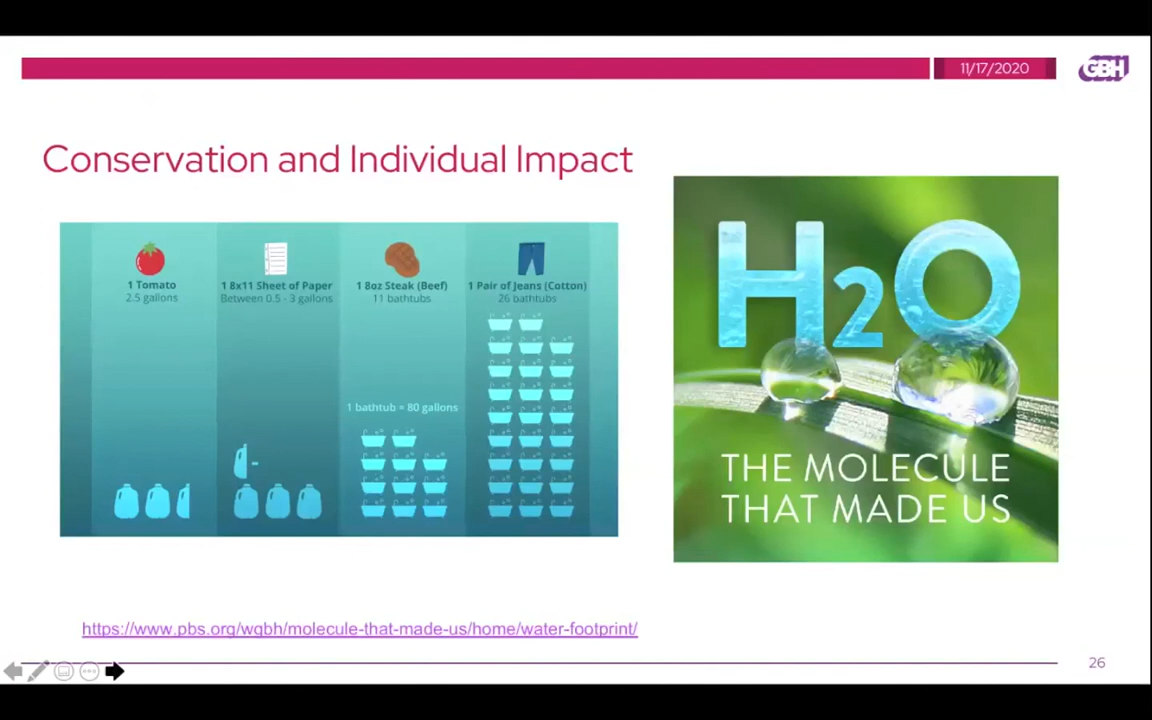 11/17/2020
GBH
Conservation and Individual Impact
1 Tomato
2.5 gallons
1 8x11 Sheet of Paper
Between 0.5 - 3 gallons
1 8oz Steak (Beef)
11 bathtubs
1 Pair of Jeans (Cotton)
26 bathtubs
1 bathtub = 80 gallons
H2O
THE MOLECULE
THAT MADE US
https://www.pbs.org/wgbh/molecule-that-made-us/home/water-footprint/
26